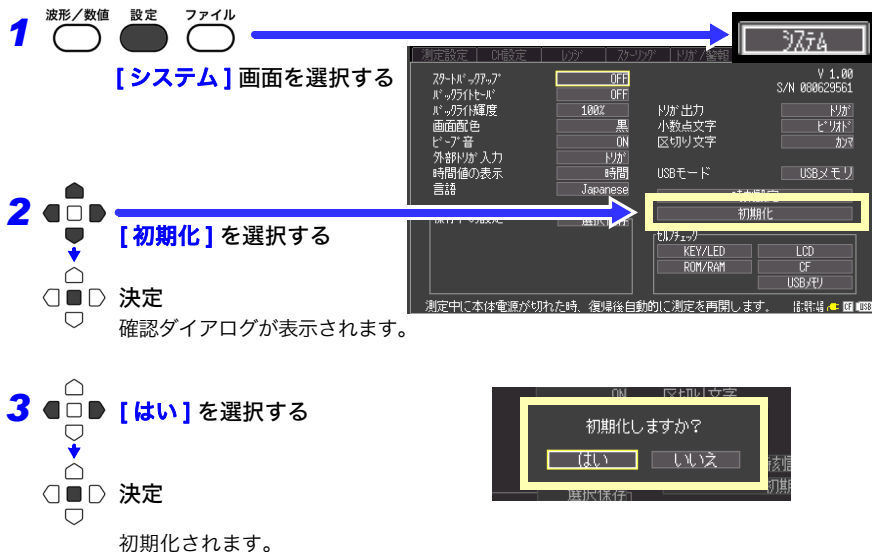 1
波形／数値 設定 ファイル
[ システム ] 画面を選択する
システム
測定設定 CH設定 レンジ スケーリング トリガ/警報
スタートバックアップ OFF V 1.00
S/N 080629561
バックライトセーバ OFF
バックライト輝度 100% トリガ出力 トリガ
画面配色 黒 小数点文字 ピリオド
ビープ音 ON 区切り文字 カンマ
外部トリガ入力 トリガ
時間値の表示 時間 USBモード USBメモリ
言語 Japanese
初期化
セルフチェック
KEY/LED LCD
ROM/RAM CF
USBメモリ
測定中に本体電源が切れた時、復帰後自動的に測定を再開します。
CF USB
2
[ 初期化 ] を選択する
決定
確認ダイアログが表示されます。
3
[ はい ] を選択する
決定
初期化されます。
ON 区切り文字
初期化しますか?
はい いいえ
選択保存